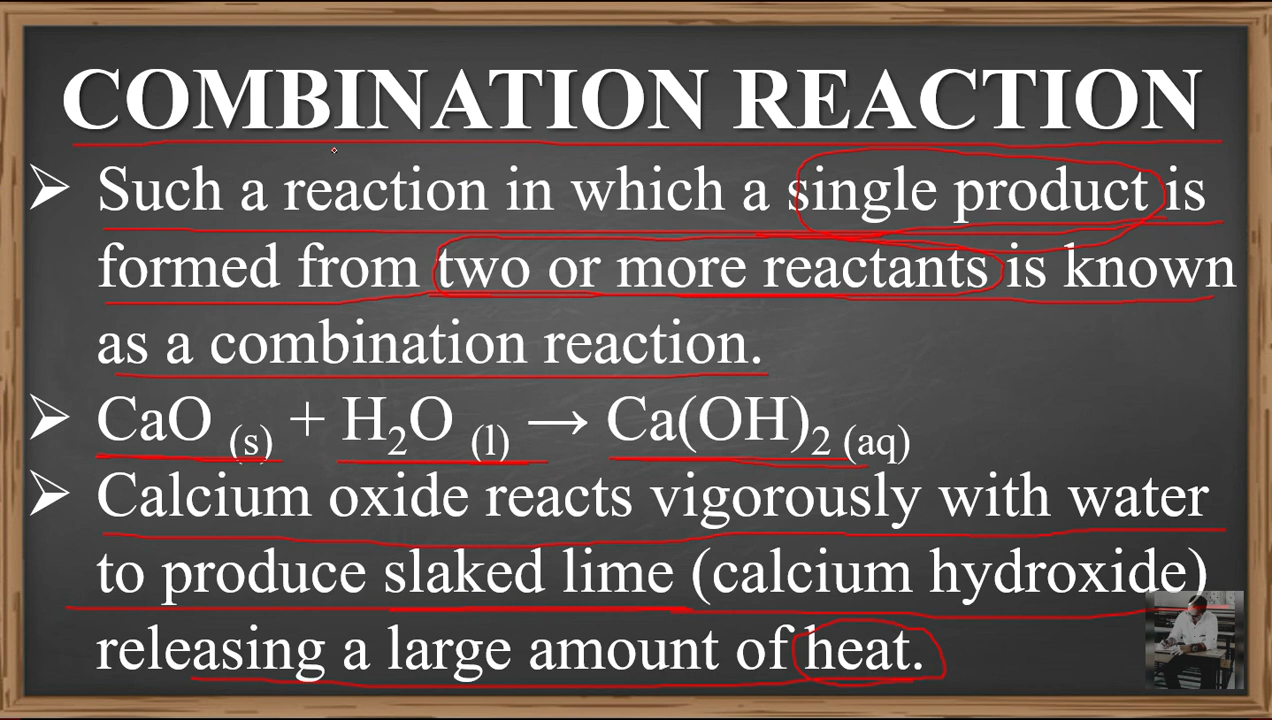 COMBINATION REACTION
➢ Such a reaction in which a single product is
formed from two or more reactants is known
as a combination reaction.
➢ CaO (s) + H₂O (l) → Ca(OH)₂ (aq)
➢ Calcium oxide reacts vigorously with water
to produce slaked lime (calcium hydroxide)
releasing a large amount of heat.